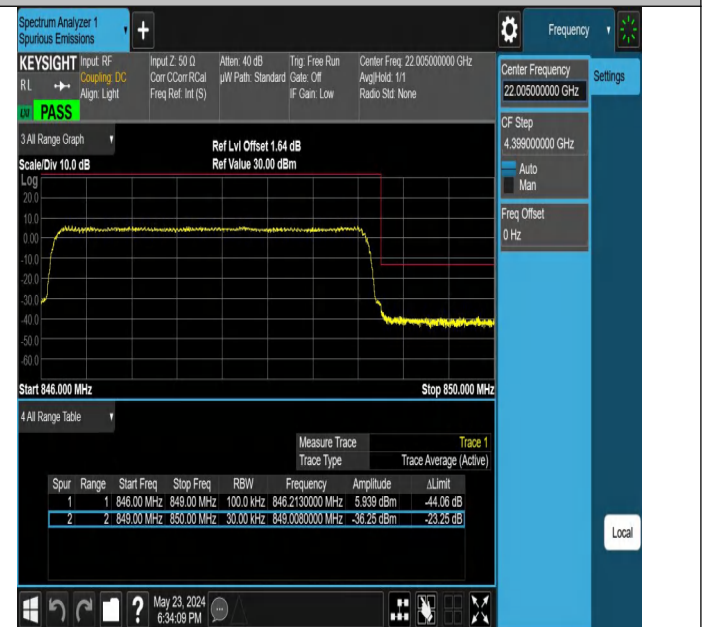 Spectrum Analyzer 1
Spurious Emissions
+
Frequency
KEYSIGHT
RL
PASS
Input: RF
Coupling: DC
Align: Light
Input Z: 50 Ω
Corr CCorr RCal
Freq Ref: Int (S)
Atten: 40 dB
µW Path: Standard
Trig: Free Run
Gate: Off
IF Gain: Low
Center Freq: 22.005000000 GHz
Avg|Hold: 1/1
Radio Std: None
Center Frequency
22.005000000 GHz
Settings
CF Step
4.399000000 GHz
Auto
Man
Freq Offset
0 Hz
3 All Range Graph
Scale/Div 10.0 dB
Ref Lvl Offset 1.64 dB
Ref Value 30.00 dBm
Log
20.0
10.0
0.00
-10.0
-20.0
-30.0
-40.0
-50.0
-60.0
Start 846.000 MHz
Stop 850.000 MHz
4 All Range Table
Measure Trace Trace 1
Trace Type Trace Average (Active)
Spur Range Start Freq Stop Freq RBW Frequency Amplitude ΔLimit
1 1 846.00 MHz 849.00 MHz 100.0 kHz 846.2130000 MHz 5.939 dBm -44.06 dB
2 2 849.00 MHz 850.00 MHz 30.00 kHz 849.0080000 MHz -36.25 dBm -23.25 dB
Local
?
May 23, 2024
6:34:09 PM